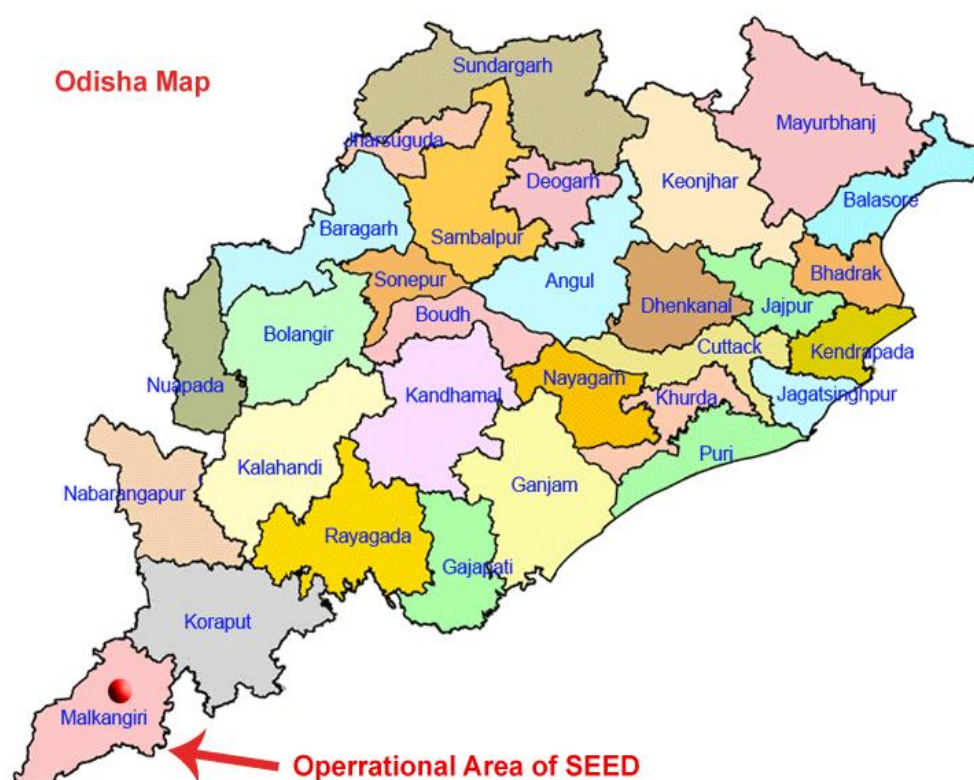 Odisha Map
Sundargarh
Mayurbhanj
Jharsuguda
Deogarh
Keonjhar
Balasore
Baragarh
Sambalpur
Sonepur
Angul
Bhadrak
Dhenkanal
Jajpur
Boudh
Bolangir
Cuttack
Kendrapada
Nuapada
Nayagarh
Kandhamal
Khurda
Jagatsinghpur
Puri
Kalahandi
Nabarangapur
Ganjam
Rayagada
Gajapati
Koraput
Malkangiri
Operrational Area of SEED